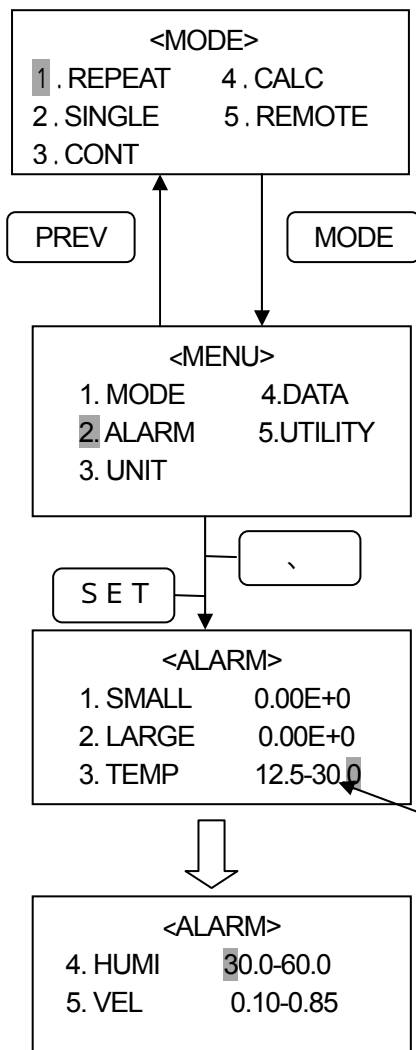 <MODE>
1.REPEAT 4.CALC
2.SINGLE 5.REMOTE
3.CONT
PREV MODE
<MENU>
1. MODE 4.DATA
2. ALARM 5.UTILITY
3. UNIT
、
SET
<ALARM>
1. SMALL 0.00E+0
2. LARGE 0.00E+0
3. TEMP 12.5-30.0
<ALARM>
4. HUMI 30.0-60.0
5. VEL 0.10-0.85